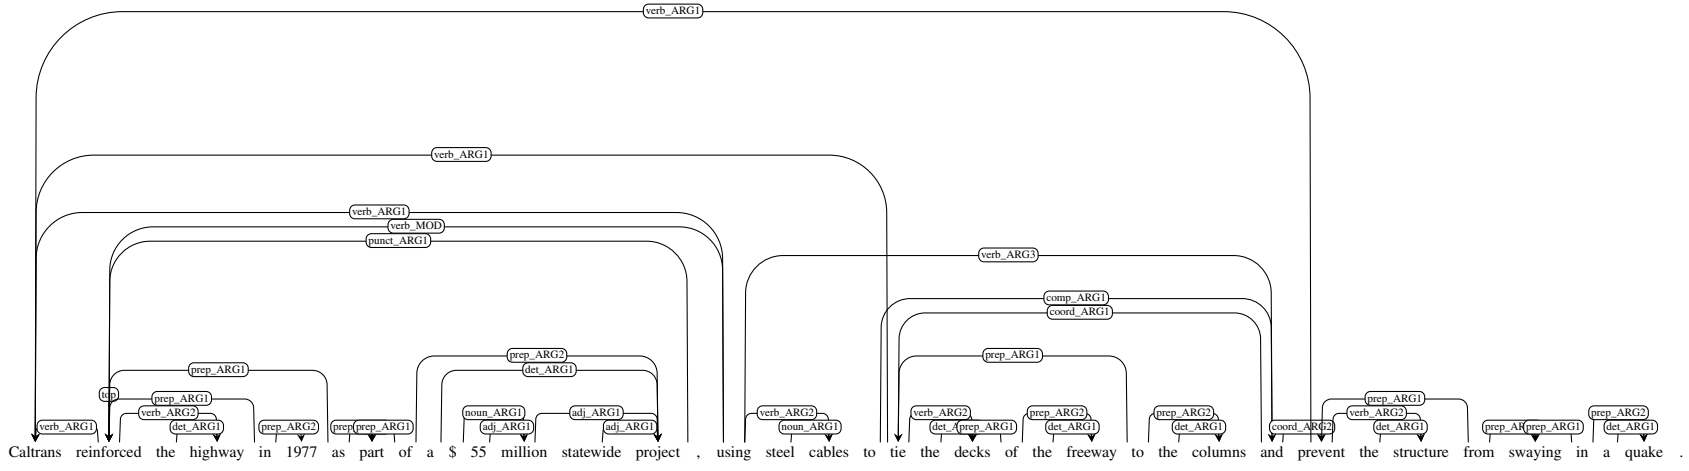 verb_ARG1
verb_ARG1
verb_ARG1
verb_MOD
punct_ARG1
verb_ARG3
comp_ARG1
coord_ARG1
prep_ARG2 prep_ARG1
prep_ARG1 det_ARG1
top prep_ARG1 prep_ARG1
verb_ARG2 noun_ARG1 adj_ARG1 verb_ARG2 verb_ARG2 prep_ARG2 prep_ARG2 verb_ARG2 prep_ARG2
verb_ARG1 det_ARG1 prep_ARG2 prep_ARG1 adj_ARG1 adj_ARG1 noun_ARG1 prep_ARG1 det_ARG1 det_ARG1 coord_ARG2 det_ARG1 prep_ARG1 det_ARG1
Caltrans reinforced the highway in 1977 as part of a $ 55 million statewide project , using steel cables to tie the decks of the freeway to the columns and prevent the structure from swaying in a quake .